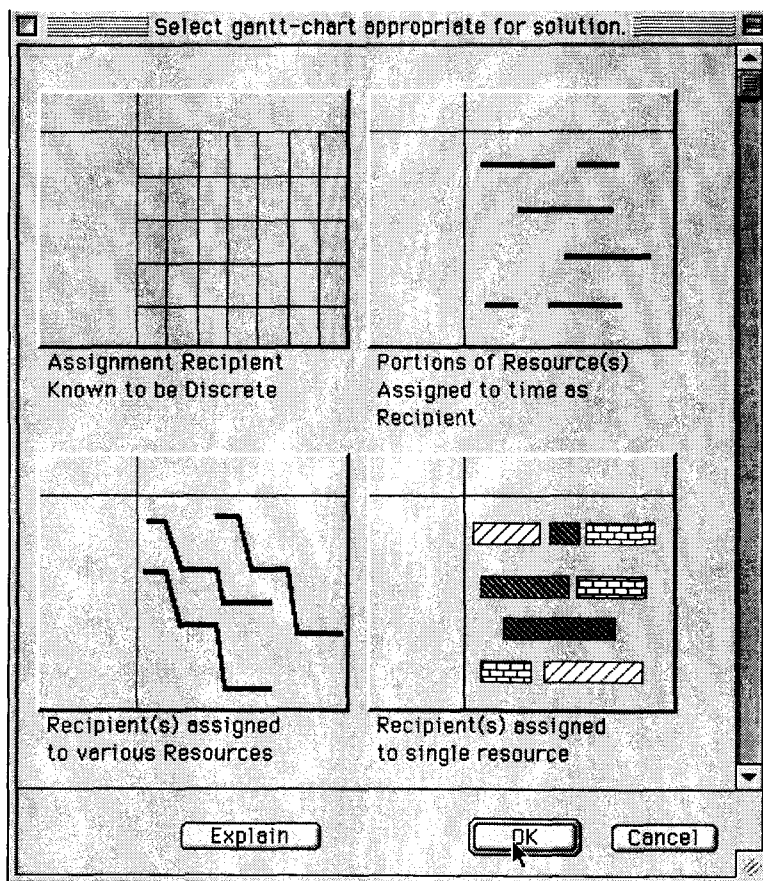 Select gantt-chart appropriate for solution.
Assignment Recipient
Known to be Discrete
Portions of Resource(s)
Assigned to time as
Recipient
Recipient(s) assigned
to various Resources
Recipient(s) assigned
to single resource
Explain
OK
Cancel